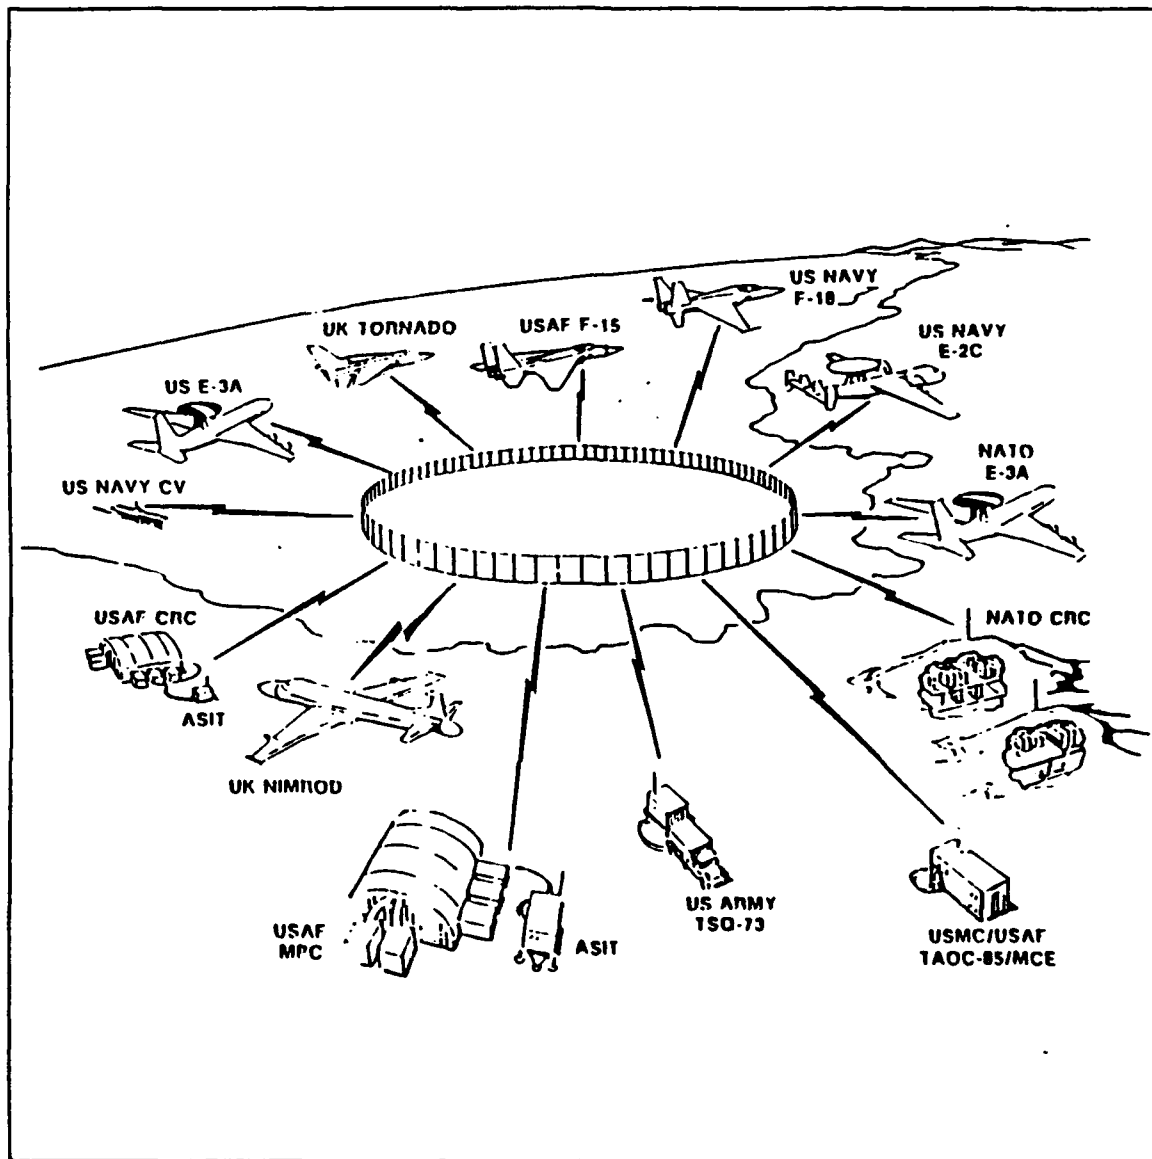 US NAVY
F-18
UK TORNADO
USAF F-15
US NAVY
E-2C
US E-3A
NATO
E-3A
US NAVY CV
USAF CRC
NATO CRC
ASIT
UK NIMROD
US ARMY
TSQ-73
USAF
MPC
ASIT
USMC/USAF
TAOC-85/MCE